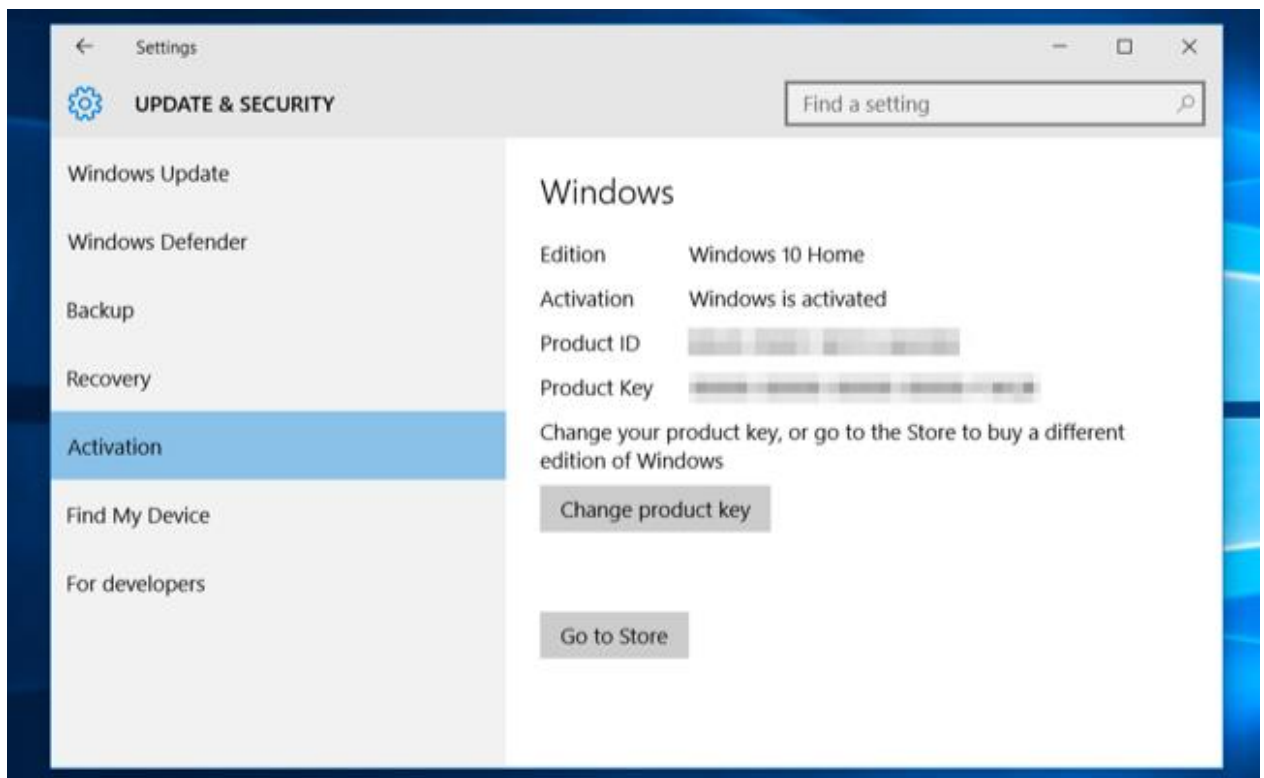 Settings
UPDATE & SECURITY
Find a setting
Windows Update
Windows Defender
Backup
Recovery
Activation
Find My Device
For developers
Windows
Edition Windows 10 Home
Activation Windows is activated
Product ID
Product Key
Change your product key, or go to the Store to buy a different
edition of Windows
Change product key
Go to Store